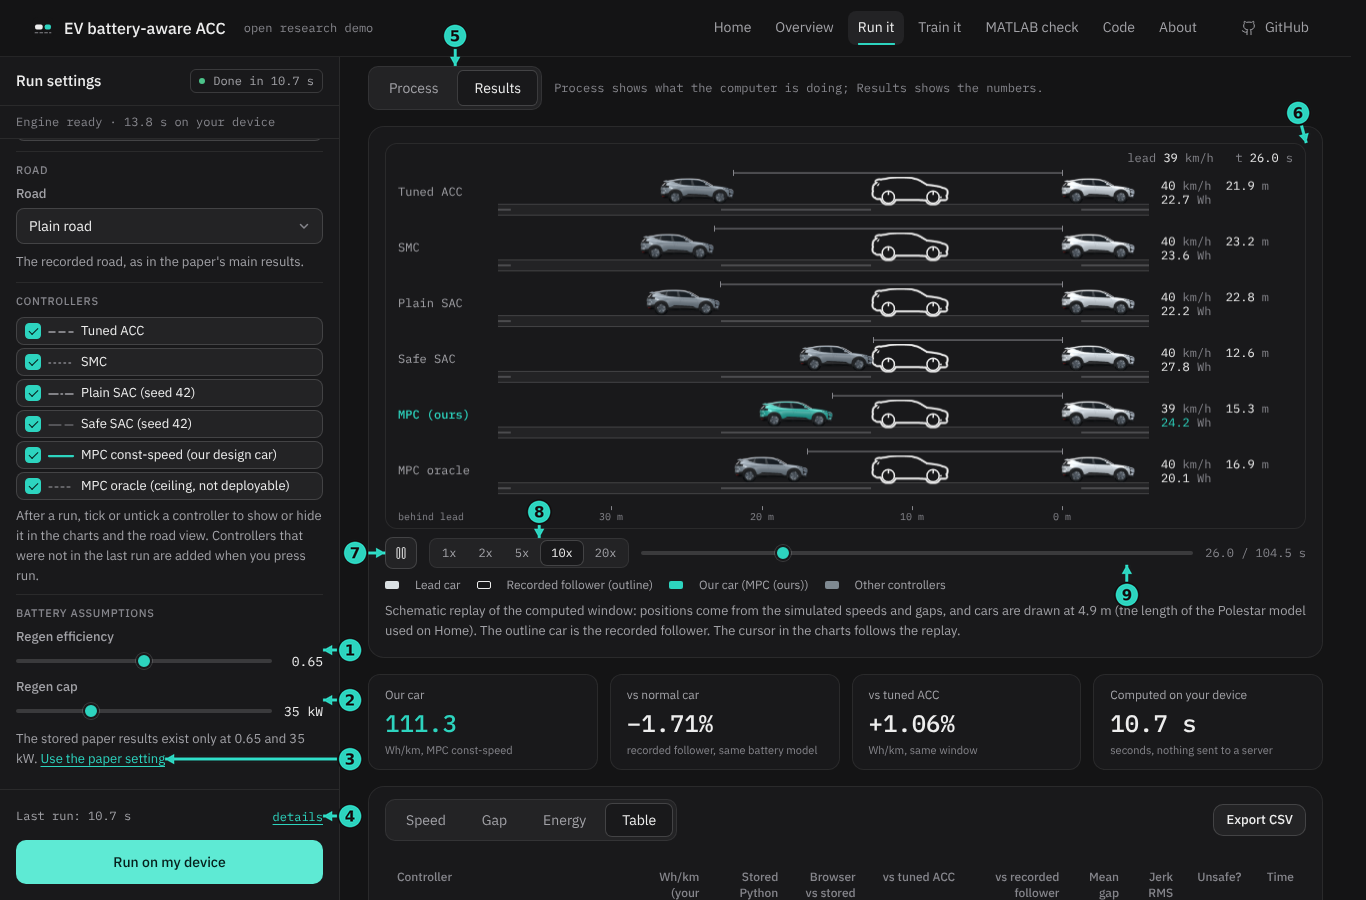 EV battery-aware ACC
open research demo
Home
Overview
Run it
Train it
MATLAB check
Code
About
GitHub
Run settings
Done in 10.7 s
Engine ready · 13.8 s on your device
ROAD
Road
Plain road
The recorded road, as in the paper's main results.
CONTROLLERS
Tuned ACC
SMC
Plain SAC (seed 42)
Safe SAC (seed 42)
MPC const-speed (our design car)
MPC oracle (ceiling, not deployable)
After a run, tick or untick a controller to show or hide
it in the charts and the road view. Controllers that
were not in the last run are added when you press
run.
BATTERY ASSUMPTIONS
Regen efficiency
0.65
1
Regen cap
35 kW
2
The stored paper results exist only at 0.65 and 35
kW. Use the paper setting
3
Last run: 10.7 s
details
4
Run on my device
5
Process
Results
Process shows what the computer is doing; Results shows the numbers.
6
lead 39 km/h t 26.0 s
Tuned ACC
40 km/h 21.9 m
22.7 Wh
SMC
40 km/h 23.2 m
23.6 Wh
Plain SAC
40 km/h 22.8 m
22.2 Wh
Safe SAC
40 km/h 12.6 m
27.8 Wh
MPC (ours)
39 km/h 15.3 m
24.2 Wh
MPC oracle
40 km/h 16.9 m
20.1 Wh
behind lead
30 m
20 m
10 m
0 m
8
7
1x
2x
5x
10x
20x
26.0 / 104.5 s
9
Lead car
Recorded follower (outline)
Our car (MPC (ours))
Other controllers
Schematic replay of the computed window: positions come from the simulated speeds and gaps, and cars are drawn at 4.9 m (the length of the Polestar model
used on Home). The outline car is the recorded follower. The cursor in the charts follows the replay.
Our car
111.3
Wh/km, MPC const-speed
vs normal car
−1.71%
recorded follower, same battery model
vs tuned ACC
+1.06%
Wh/km, same window
Computed on your device
10.7 s
seconds, nothing sent to a server
Speed
Gap
Energy
Table
Export CSV
Controller
Wh/km
(your
Stored
Python
Browser
vs stored
vs tuned ACC
vs recorded
follower
Mean
gap
Jerk
RMS
Unsafe?
Time